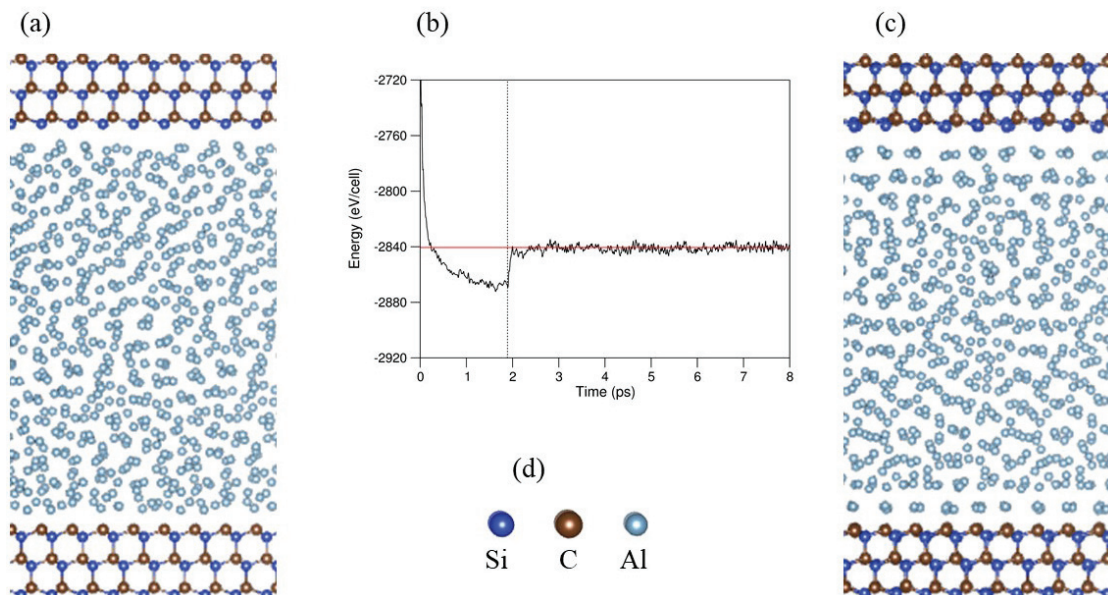 (a)
(b)
(c)
-2720
-2760
-2800
-2840
-2880
-2920
Energy (eV/cell)
0 1 2 3 4 5 6 7 8
Time (ps)
(d)
Si C Al